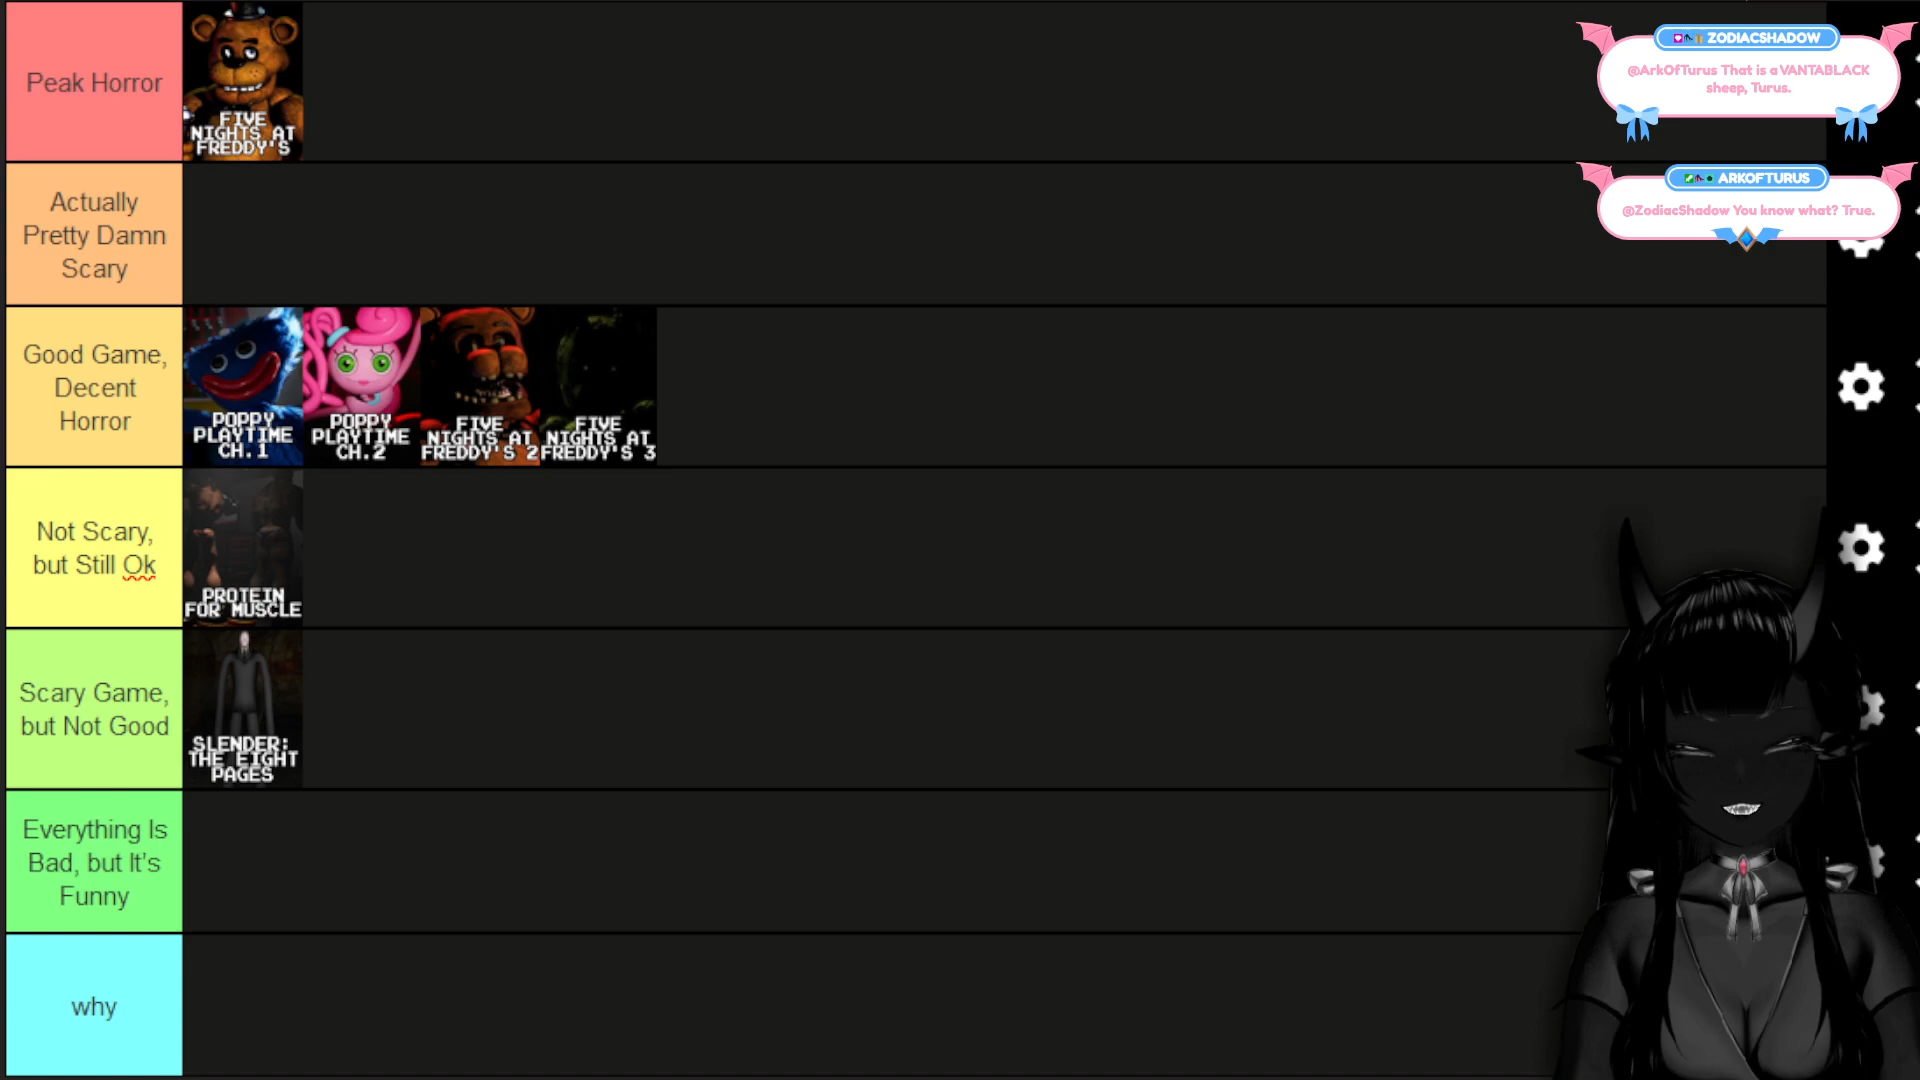 Peak Horror
FIVE
NIGHTS AT
FREDDY'S
Actually
Pretty Damn
Scary
Good Game,
Decent
Horror
POPPY
PLAYTIME
CH.1
POPPY
PLAYTIME
CH.2
FIVE
NIGHTS AT
FREDDY'S 2
FIVE
NIGHTS AT
FREDDY'S 3
Not Scary,
but Still Ok
PROTEIN
FOR MUSCLE
Scary Game,
but Not Good
SLENDER:
THE EIGHT
PAGES
Everything Is
Bad, but It's
Funny
why
ZODIACSHADOW
@ArkOfTurus That is a VANTABLACK
sheep, Turus.
ARKOFTURUS
@ZodiacShadow You know what? True.